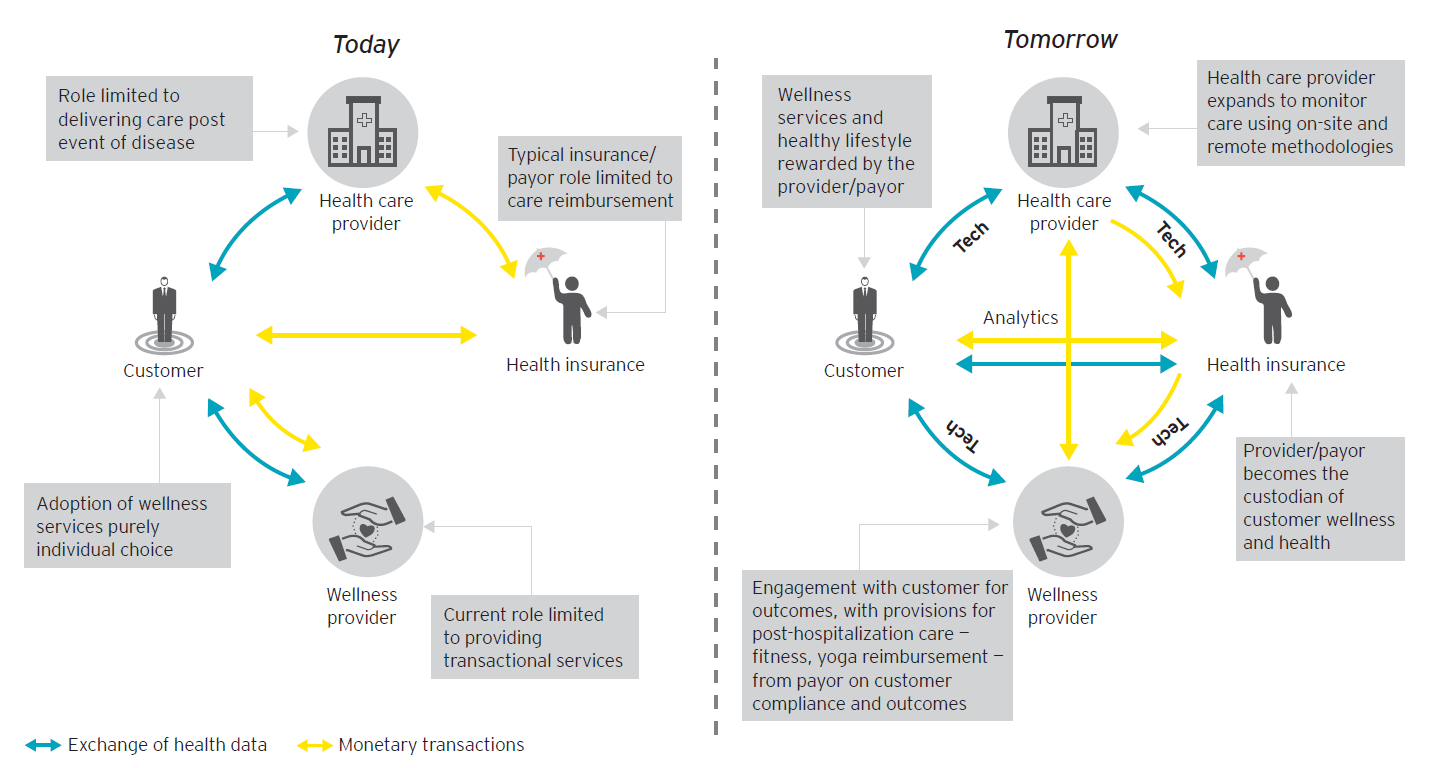 Today
Role limited to
delivering care post
event of disease
Health care
provider
Typical insurance/
payor role limited to
care reimbursement
Customer
Health insurance
Adoption of wellness
services purely
individual choice
Wellness
provider
Current role limited
to providing
transactional services
Tomorrow
Wellness
services and
healthy lifestyle
rewarded by the
provider/payor
Health care
provider
Health care provider
expands to monitor
care using on-site and
remote methodologies
Tech
Tech
Analytics
Customer
Health insurance
Tech
Tech
Provider/payor
becomes the
custodian of
customer wellness
and health
Engagement with customer for
outcomes, with provisions for
post-hospitalization care –
fitness, yoga reimbursement –
from payor on customer
compliance and outcomes
Wellness
provider
Exchange of health data
Monetary transactions